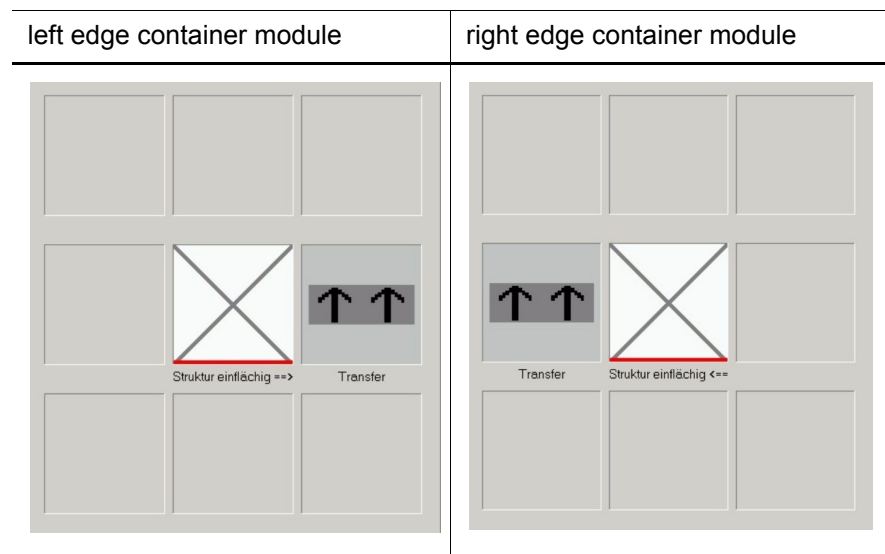 left edge container module
right edge container module
Struktur einflächig ==>
Transfer
Transfer
Struktur einflächig <==